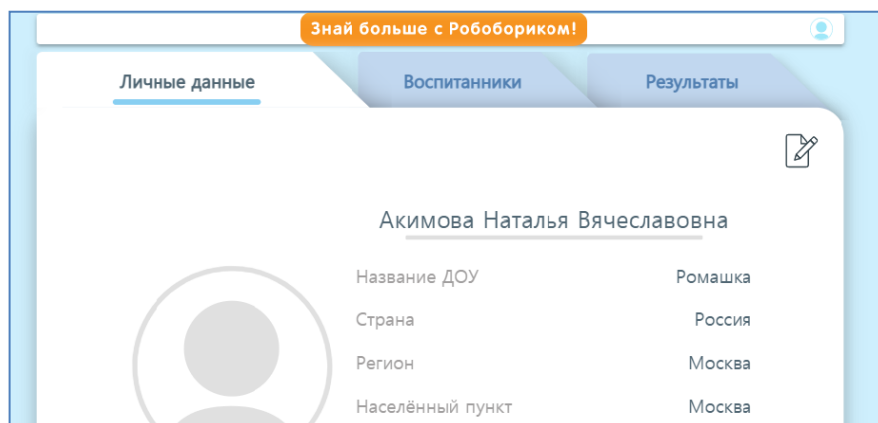 Знай больше с Робобориком!
Личные данные Воспитанники Результаты
Акимова Наталья Вячеславовна
Название ДОУ Ромашка
Страна Россия
Регион Москва
Населённый пункт Москва